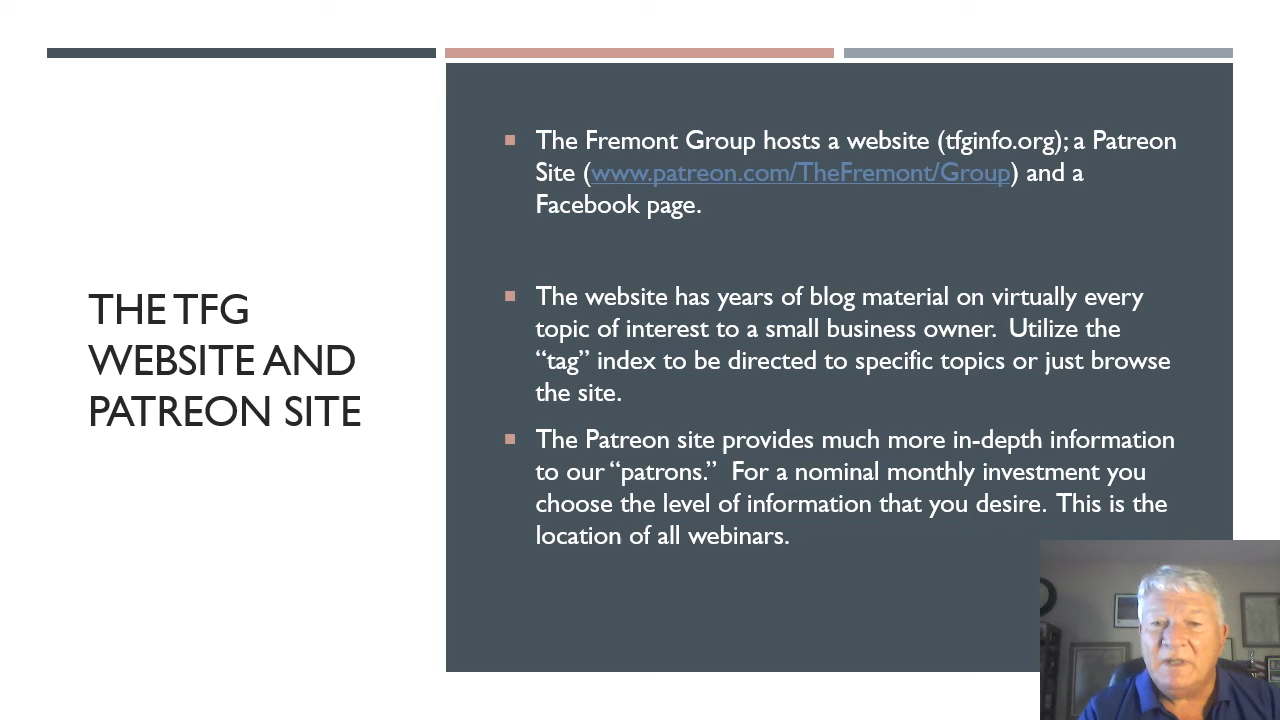 THE TFG
WEBSITE AND
PATREON SITE
The Fremont Group hosts a website (tfginfo.org); a Patreon
Site (www.patreon.com/TheFremont/Group) and a
Facebook page.
The website has years of blog material on virtually every
topic of interest to a small business owner.  Utilize the
“tag” index to be directed to specific topics or just browse
the site.
The Patreon site provides much more in-depth information
to our “patrons.”  For a nominal monthly investment you
choose the level of information that you desire.  This is the
location of all webinars.